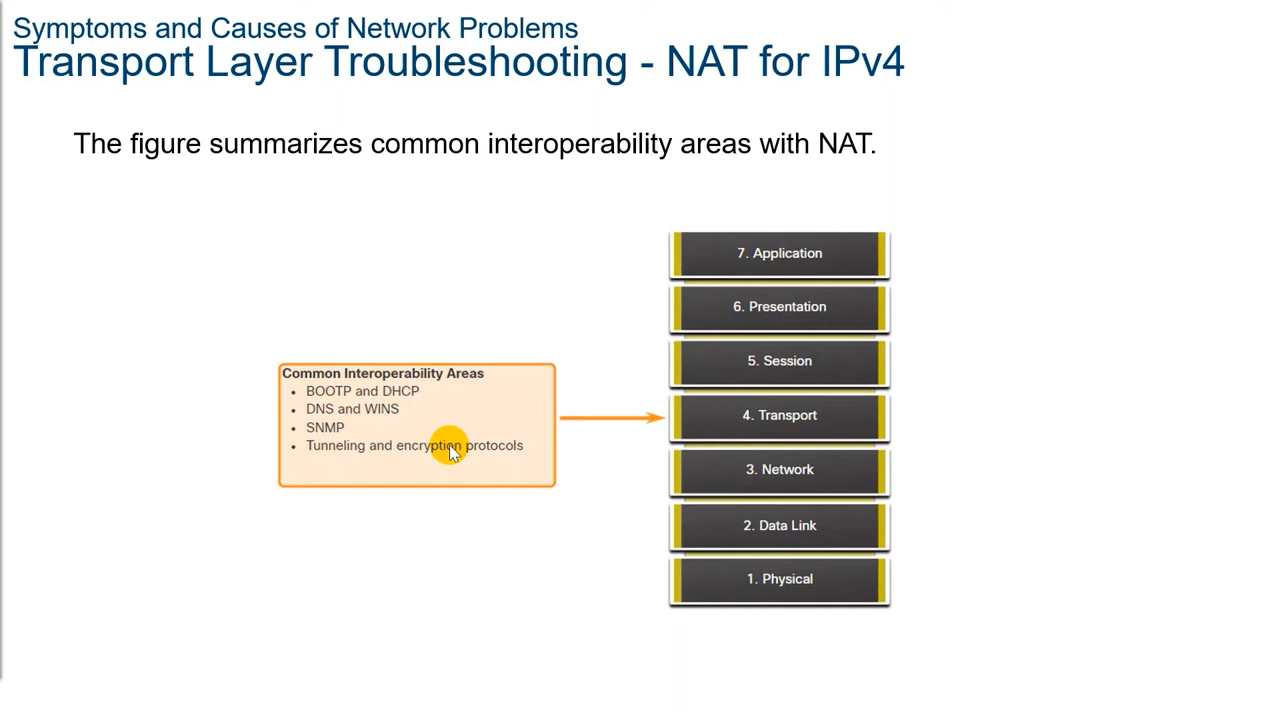 Symptoms and Causes of Network Problems
Transport Layer Troubleshooting - NAT for IPv4
The figure summarizes common interoperability areas with NAT.
Common Interoperability Areas
• BOOTP and DHCP
• DNS and WINS
• SNMP
• Tunneling and encryption protocols
7. Application
6. Presentation
5. Session
4. Transport
3. Network
2. Data Link
1. Physical